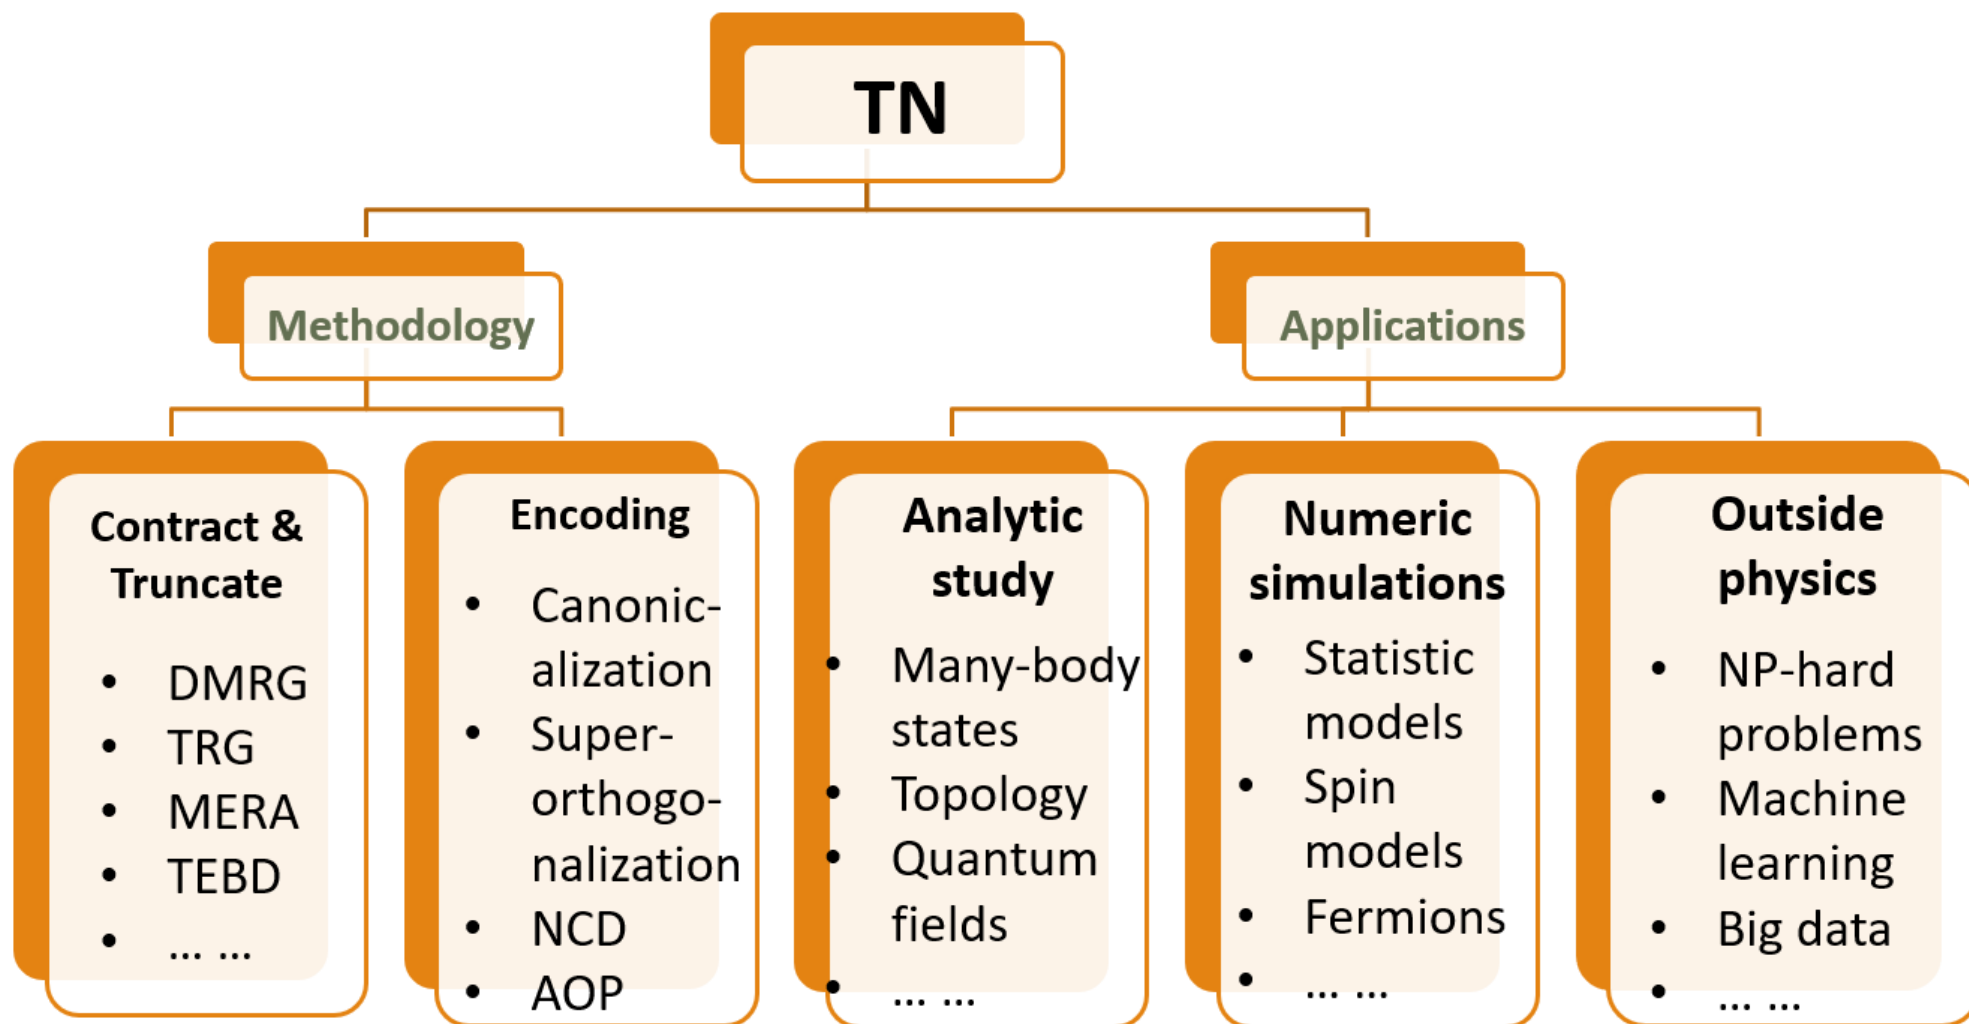 TN
Methodology
Applications
Contract &
Truncate
• DMRG
• TRG
• MERA
• TEBD
• ... ...
Encoding
• Canonic-
alization
• Super-
orthogo-
nalization
• NCD
• AOP
Analytic
study
• Many-body
states
• Topology
• Quantum
fields
• ... ...
Numeric
simulations
• Statistic
models
• Spin
models
• Fermions
• ... ...
Outside
physics
• NP-hard
problems
• Machine
learning
• Big data
• ... ...